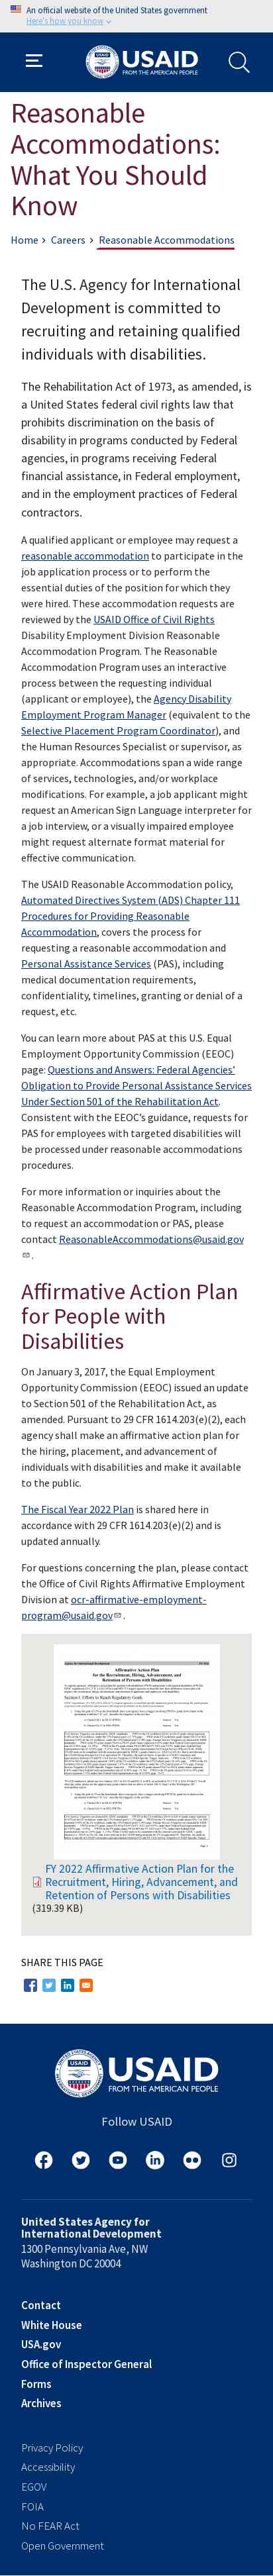 An official website of the United States government
Here's how you know
USAID
FROM THE AMERICAN PEOPLE
Reasonable
Accommodations:
What You Should
Know
Home > Careers > Reasonable Accommodations
The U.S. Agency for International
Development is committed to
recruiting and retaining qualified
individuals with disabilities.
The Rehabilitation Act of 1973, as amended, is
a United States federal civil rights law that
prohibits discrimination on the basis of
disability in programs conducted by Federal
agencies, in programs receiving Federal
financial assistance, in Federal employment,
and in the employment practices of Federal
contractors.
A qualified applicant or employee may request a
reasonable accommodation to participate in the
job application process or to perform the
essential duties of the position for which they
were hired. These accommodation requests are
reviewed by the USAID Office of Civil Rights
Disability Employment Division Reasonable
Accommodation Program. The Reasonable
Accommodation Program uses an interactive
process between the requesting individual
(applicant or employee), the Agency Disability
Employment Program Manager (equivalent to the
Selective Placement Program Coordinator), and
the Human Resources Specialist or supervisor, as
appropriate. Accommodations span a wide range
of services, technologies, and/or workplace
modifications. For example, a job applicant might
request an American Sign Language interpreter for
a job interview, or a visually impaired employee
might request alternate format material for
effective communication.
The USAID Reasonable Accommodation policy,
Automated Directives System (ADS) Chapter 111
Procedures for Providing Reasonable
Accommodation, covers the process for
requesting a reasonable accommodation and
Personal Assistance Services (PAS), including
medical documentation requirements,
confidentiality, timelines, granting or denial of a
request, etc.
You can learn more about PAS at this U.S. Equal
Employment Opportunity Commission (EEOC)
page: Questions and Answers: Federal Agencies'
Obligation to Provide Personal Assistance Services
Under Section 501 of the Rehabilitation Act.
Consistent with the EEOC's guidance, requests for
PAS for employees with targeted disabilities will
be processed under reasonable accommodations
procedures.
For more information or inquiries about the
Reasonable Accommodation Program, including
to request an accommodation or PAS, please
contact ReasonableAccommodations@usaid.gov
.
Affirmative Action Plan
for People with
Disabilities
On January 3, 2017, the Equal Employment
Opportunity Commission (EEOC) issued an update
to Section 501 of the Rehabilitation Act, as
amended. Pursuant to 29 CFR 1614.203(e)(2), each
agency shall make an affirmative action plan for
the hiring, placement, and advancement of
individuals with disabilities and make it available
to the public.
The Fiscal Year 2022 Plan is shared here in
accordance with 29 CFR 1614.203(e)(2) and is
updated annually.
For questions concerning the plan, please contact
the Office of Civil Rights Affirmative Employment
Division at ocr-affirmative-employment-
program@usaid.gov .
Affirmative Action Plan
for the Recruitment, Hiring, Advancement, and
Retention of Persons with Disabilities
FY 2022 Affirmative Action Plan for the
Recruitment, Hiring, Advancement, and
Retention of Persons with Disabilities
(319.39 KB)
SHARE THIS PAGE
USAID
FROM THE AMERICAN PEOPLE
Follow USAID
United States Agency for
International Development
1300 Pennsylvania Ave, NW
Washington DC 20004
Contact
White House
USA.gov
Office of Inspector General
Forms
Archives
Privacy Policy
Accessibility
EGOV
FOIA
No FEAR Act
Open Government